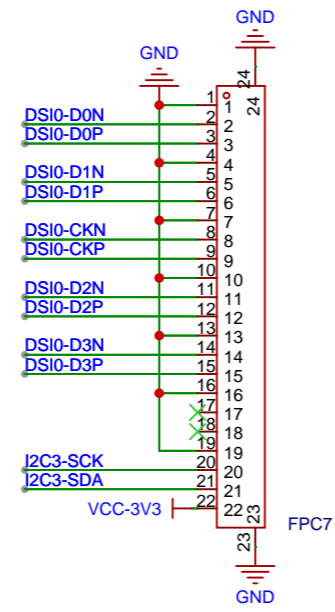 GND
GND
24
24
1 1
DSI0-D0N 2 2
DSI0-D0P 3 3
4 4
DSI0-D1N 5 5
DSI0-D1P 6 6
7 7
DSI0-CKN 8 8
DSI0-CKP 9 9
10 10
DSI0-D2N 11 11
DSI0-D2P 12 12
13 13
DSI0-D3N 14 14
DSI0-D3P 15 15
16 16
17 17
18 18
19 19
I2C3-SCK 20 20
I2C3-SDA 21 21
VCC-3V3 22 22
23
23
FPC7
GND